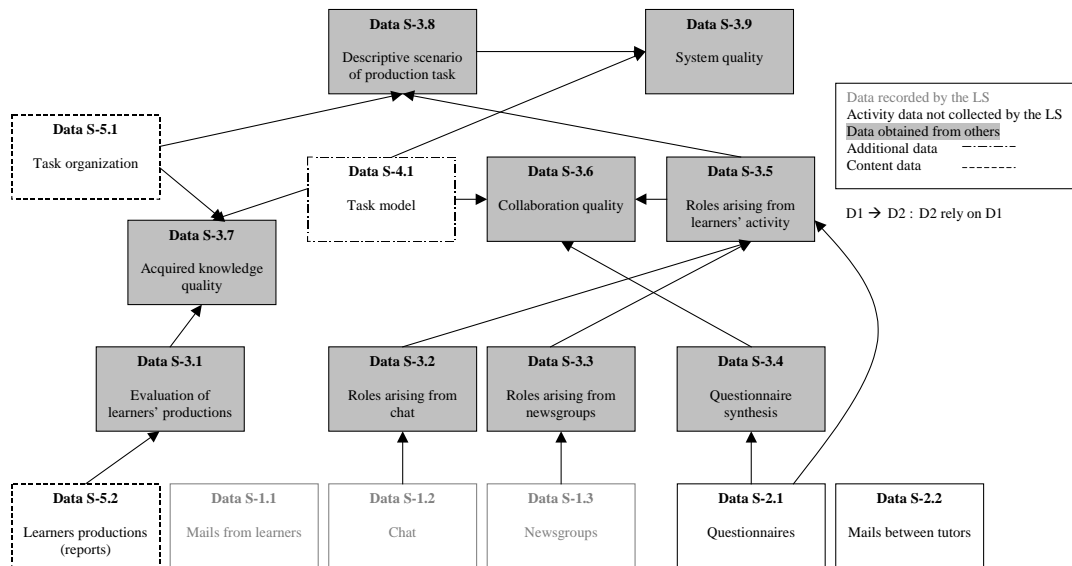 Data S-3.8
Descriptive scenario
of production task
Data S-3.9
System quality
Data recorded by the LS
Activity data not collected by the LS
Data obtained from others
Additional data
Content data
D1 → D2 : D2 rely on D1
Data S-5.1
Task organization
Data S-4.1
Task model
Data S-3.6
Collaboration quality
Data S-3.5
Roles arising from
learners' activity
Data S-3.7
Acquired knowledge
quality
Data S-3.1
Evaluation of
learners' productions
Data S-3.2
Roles arising from
chat
Data S-3.3
Roles arising from
newsgroups
Data S-3.4
Questionnaire
synthesis
Data S-5.2
Learners productions
(reports)
Data S-1.1
Mails from learners
Data S-1.2
Chat
Data S-1.3
Newsgroups
Data S-2.1
Questionnaires
Data S-2.2
Mails between tutors